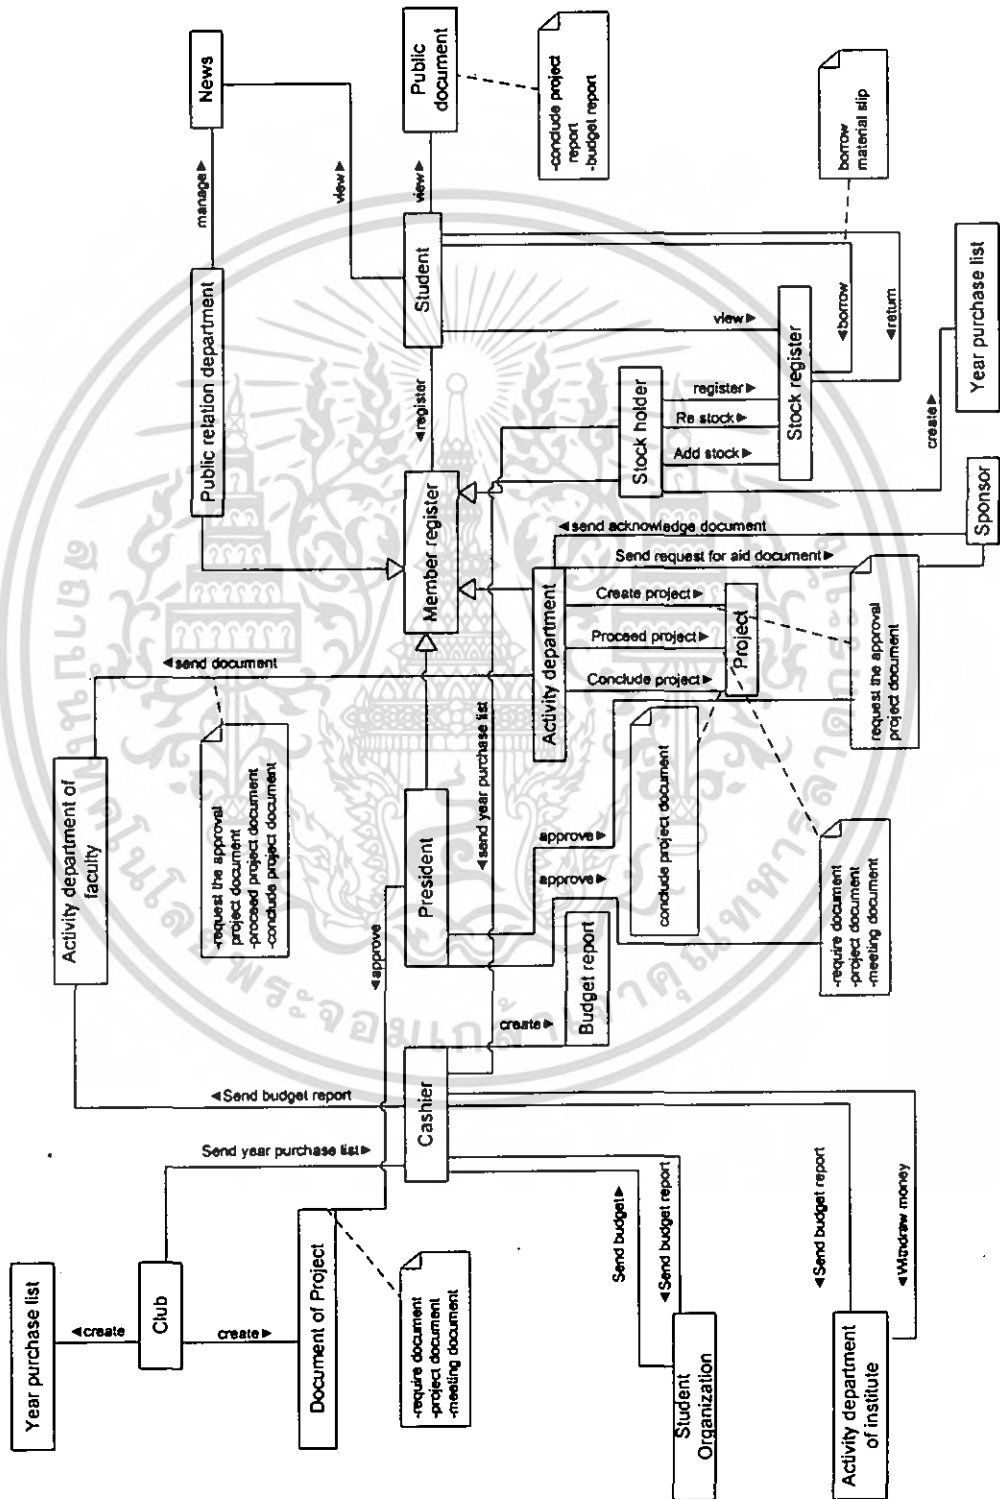 Year purchase list
◄create
Club
create►
Document of Project
-require document
-project document
-meeting document
Send year purchase list►
◄Send budget report
Activity department of
faculty
◄send document
-request the approval
project document
-proceed project document
-conclude project document
Public relation department
manage►
News
view►
Cashier
create►
Budget report
◄approve
President
approve►
approve►
◄send year purchase list
Member register
◄register
Student
view►
Public
document
-conclude project
report
-budget report
Send budget►
◄Send budget report
Student
Organization
◄Send budget report
◄Withdraw money
Activity department
of institute
Activity department
Conclude project►
Proceed project►
Create project►
Project
conclude project document
-require document
-project document
-meeting document
request the approval
project document
◄send acknowledge document
Send request for aid document►
Sponsor
Stock holder
Add stock►
Re stock►
register►
Stock register
view►
◄borrow
◄return
borrow
material slip
create►
Year purchase list